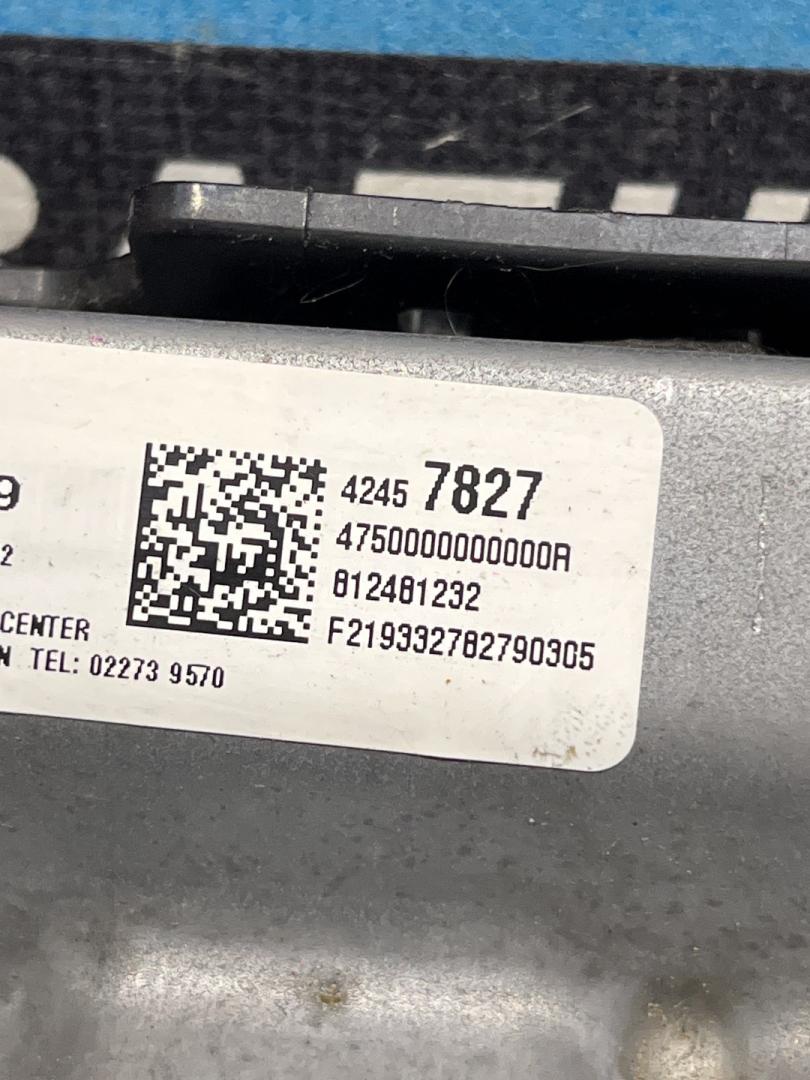 9
4245 7827
2
4750000000000R
812481232
F219332782790305
CENTER
N TEL: 02273 9570